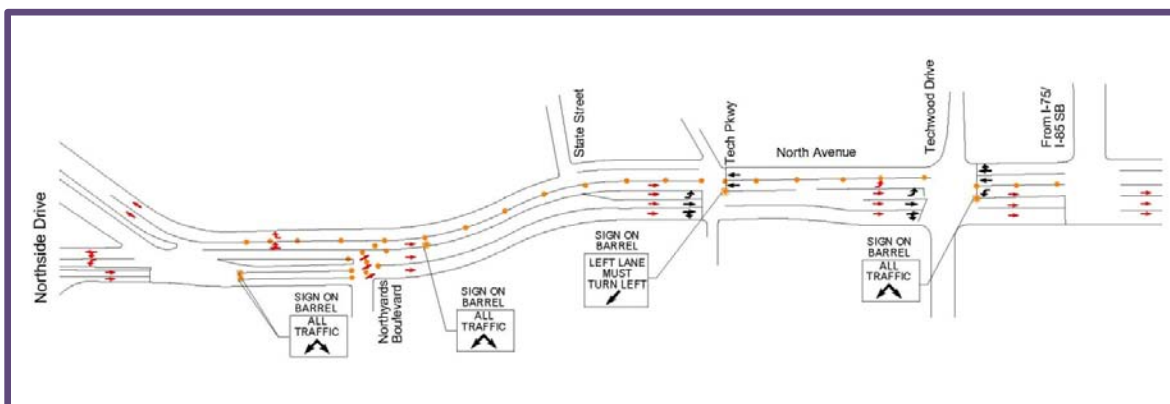 Northside Drive
SIGN ON
BARREL
ALL
TRAFFIC
Northyards
Boulevard
SIGN ON
BARREL
ALL
TRAFFIC
State Street
SIGN ON
BARREL
LEFT LANE
MUST
TURN LEFT
Tech Pkwy
North Avenue
Techwood Drive
SIGN ON
BARREL
ALL
TRAFFIC
From I-75/
I-85 SB